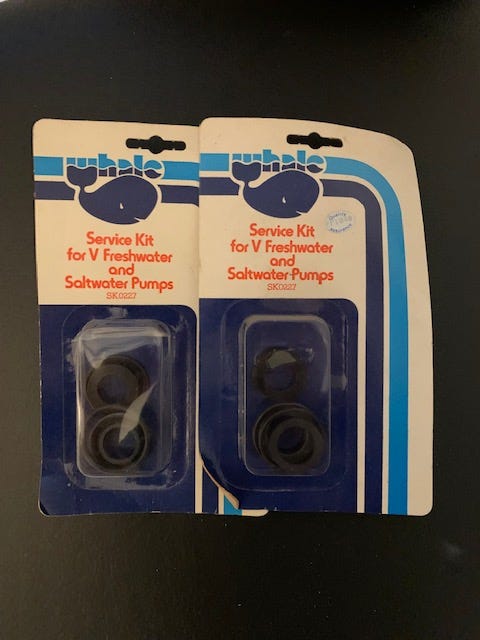 whale
Service Kit
for V Freshwater
and
Saltwater Pumps
SK0227
whale
Service Kit
for V Freshwater
and
Saltwater Pumps
SK0227